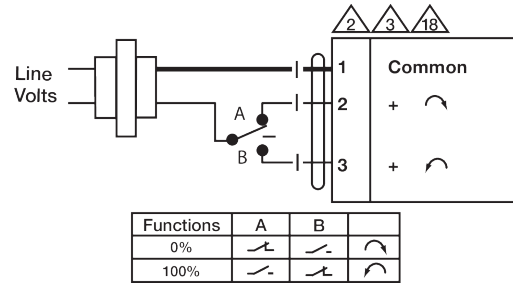 2 3 18
Line
Volts
1 Common
A
2 +
B
3 +
Functions A B
0%
100%